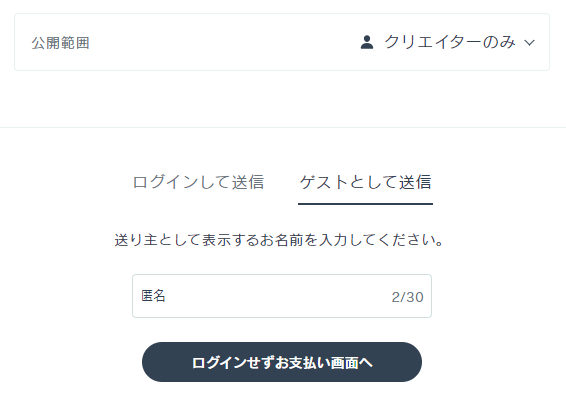 公開範囲
クリエイターのみ
ログインして送信
ゲストとして送信
送り主として表示するお名前を入力してください。
匿名
2/30
ログインせずお支払い画面へ